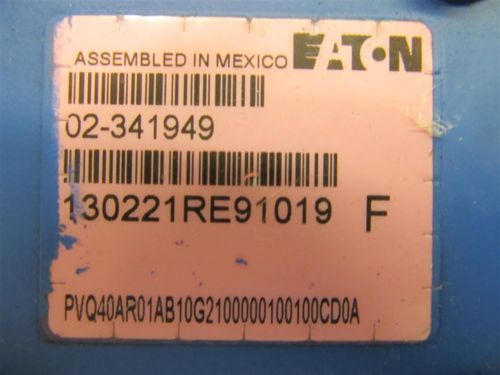 ASSEMBLED IN MEXICO EATON
02-341949
130221RE91019 F
PVQ40AR01AB10G2100000100100CD0A